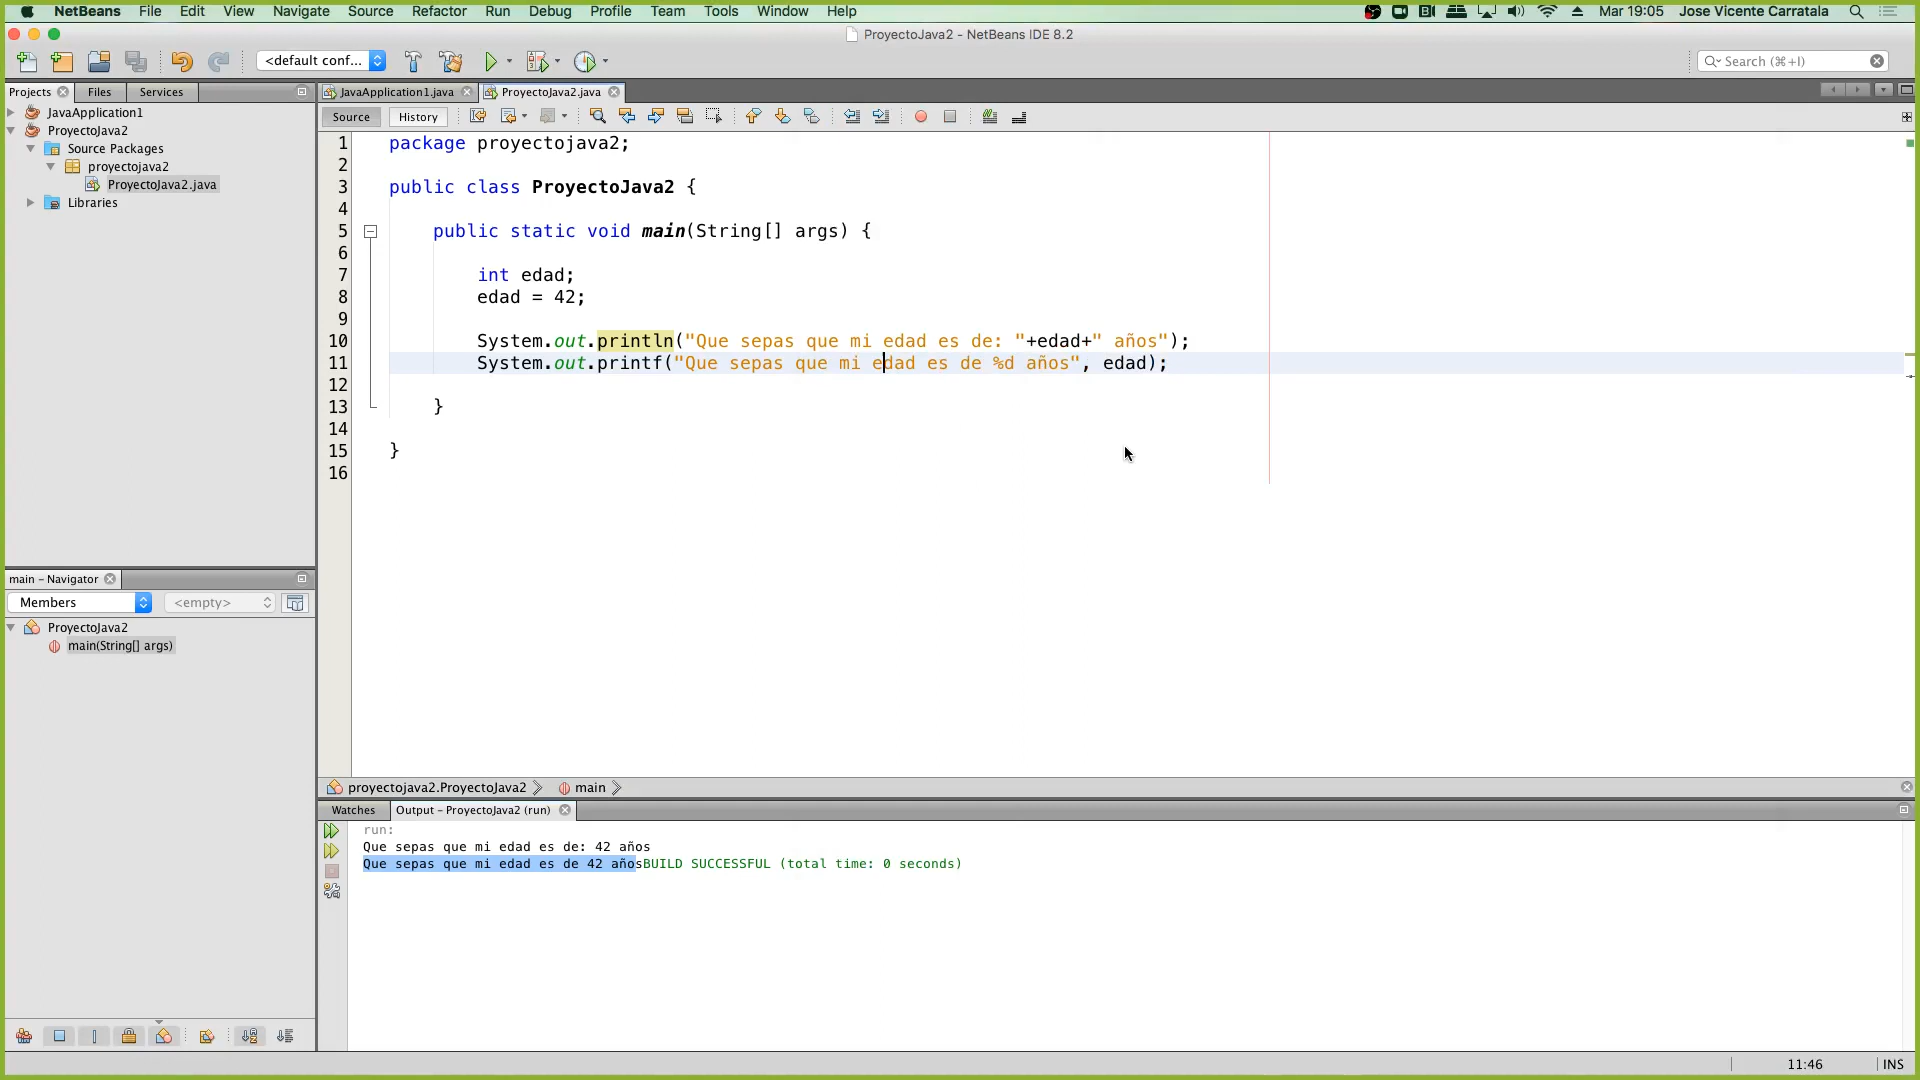 NetBeans File Edit View Navigate Source Refactor Run Debug Profile Team Tools Window Help Mar 19:05 Jose Vicente Carratala
ProyectoJava2 - NetBeans IDE 8.2
<default conf... Search (⌘+I)
Projects Files Services
JavaApplication1.java ProyectoJava2.java
JavaApplication1
ProyectoJava2
Source Packages
proyectojava2
ProyectoJava2.java
Libraries
Source History
1 package proyectojava2;
2
3 public class ProyectoJava2 {
4
5 public static void main(String[] args) {
6
7 int edad;
8 edad = 42;
9
10 System.out.println("Que sepas que mi edad es de: "+edad+" años");
11 System.out.printf("Que sepas que mi edad es de %d años", edad);
12
13 }
14
15 }
16
main - Navigator
Members <empty>
ProyectoJava2
main(String[] args)
proyectojava2.ProyectoJava2 main
Watches Output - ProyectoJava2 (run)
run:
Que sepas que mi edad es de: 42 años
Que sepas que mi edad es de 42 añosBUILD SUCCESSFUL (total time: 0 seconds)
11:46 INS